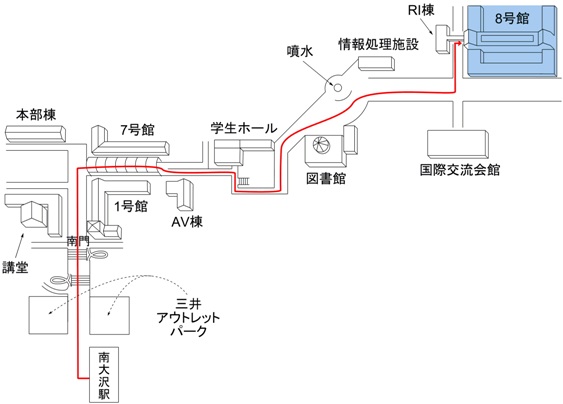 RI棟
8号館
情報処理施設
噴水
本部棟
7号館
学生ホール
図書館
国際交流会館
1号館
AV棟
講堂
南門
三井
アウトレット
パーク
南大沢駅